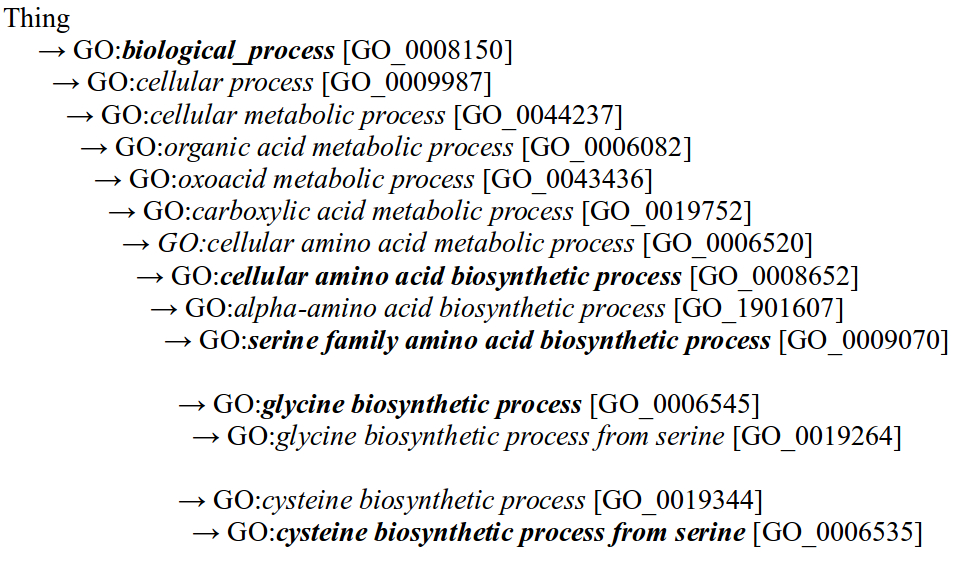 Thing
→ GO:biological_process [GO_0008150]
→ GO:cellular process [GO_0009987]
→ GO:cellular metabolic process [GO_0044237]
→ GO:organic acid metabolic process [GO_0006082]
→ GO:oxoacid metabolic process [GO_0043436]
→ GO:carboxylic acid metabolic process [GO_0019752]
→ GO:cellular amino acid metabolic process [GO_0006520]
→ GO:cellular amino acid biosynthetic process [GO_0008652]
→ GO:alpha-amino acid biosynthetic process [GO_1901607]
→ GO:serine family amino acid biosynthetic process [GO_0009070]
→ GO:glycine biosynthetic process [GO_0006545]
→ GO:glycine biosynthetic process from serine [GO_0019264]
→ GO:cysteine biosynthetic process [GO_0019344]
→ GO:cysteine biosynthetic process from serine [GO_0006535]